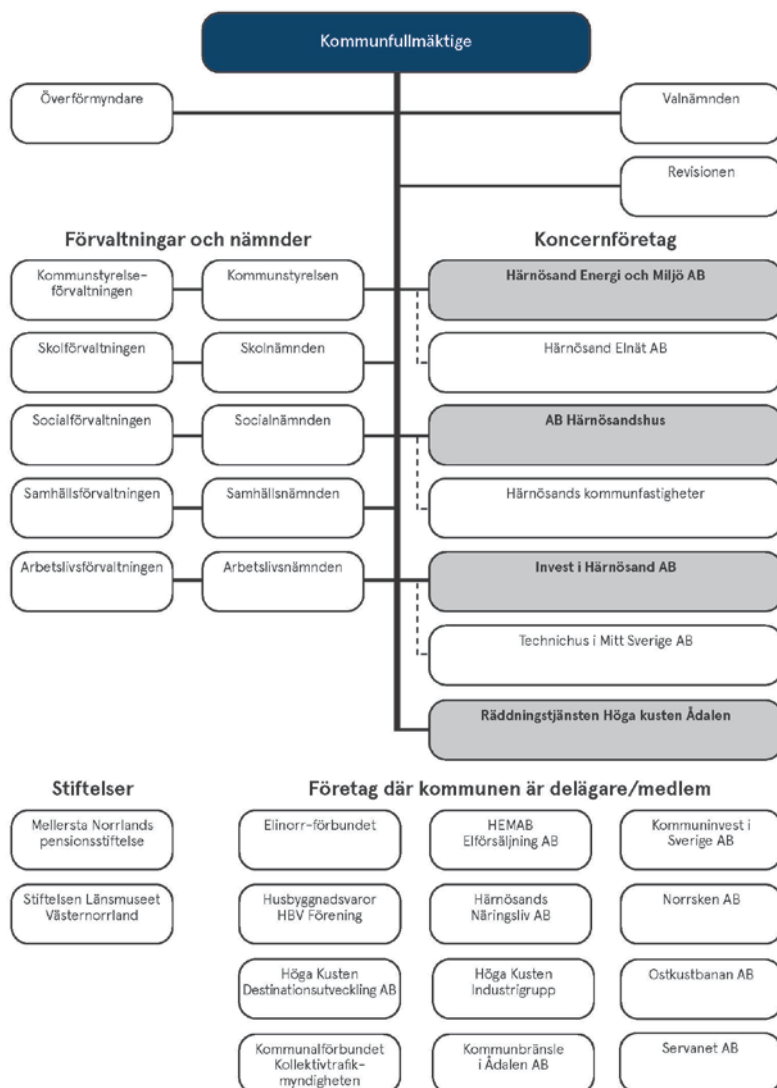 Kommunfullmäktige
Överförmyndare
Valnämnden
Revisionen
Förvaltningar och nämnder
Koncernföretag
Kommunstyrelse-
förvaltningen
Kommunstyrelsen
Härnösand Energi och Miljö AB
Härnösand Elnät AB
Skolförvaltningen
Skolnämnden
Socialförvaltningen
Socialnämnden
AB Härnösandshus
Samhällsförvaltningen
Samhällsnämnden
Härnösands kommunfastigheter
Arbetslivsförvaltningen
Arbetslivsnämnden
Invest i Härnösand AB
Technichus i Mitt Sverige AB
Räddningstjänsten Höga kusten Ådalen
Stiftelser
Mellersta Norrlands
pensionsstiftelse
Stiftelsen Länsmuseet
Västernorrland
Företag där kommunen är delägare/medlem
Elinorr-förbundet
HEMAB
Elförsäljning AB
Kommuninvest i
Sverige AB
Husbyggnadsvaror
HBV Förening
Härnösands
Näringsliv AB
Norrsken AB
Höga Kusten
Destinationsutveckling AB
Höga Kusten
Industrigrupp
Ostkustbanan AB
Kommunalförbundet
Kollektivtrafik-
myndigheten
Kommunbränsle
i Ådalen AB
Servanet AB